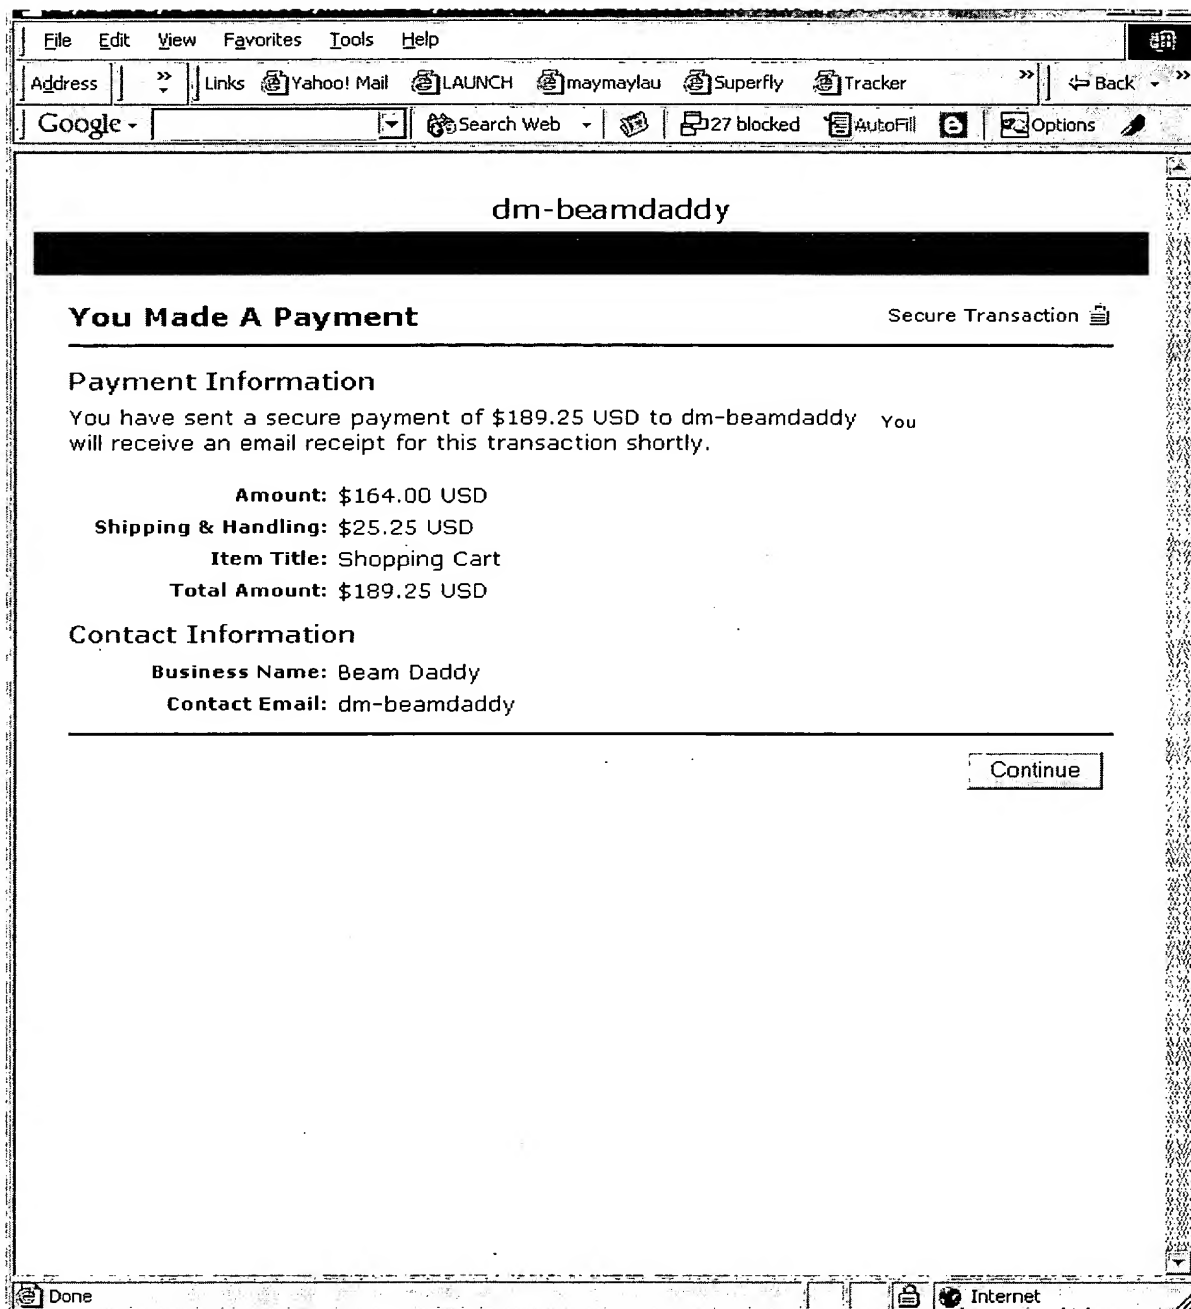 File Edit View Favorites Tools Help
Address » Links Yahoo! Mail LAUNCH maymaylau Superfly Tracker » Back »
Google Search Web 27 blocked AutoFill Options
dm-beamdaddy
You Made A Payment Secure Transaction
Payment Information
You have sent a secure payment of $189.25 USD to dm-beamdaddy You
will receive an email receipt for this transaction shortly.
Amount: $164.00 USD
Shipping & Handling: $25.25 USD
Item Title: Shopping Cart
Total Amount: $189.25 USD
Contact Information
Business Name: Beam Daddy
Contact Email: dm-beamdaddy
Continue
Done Internet